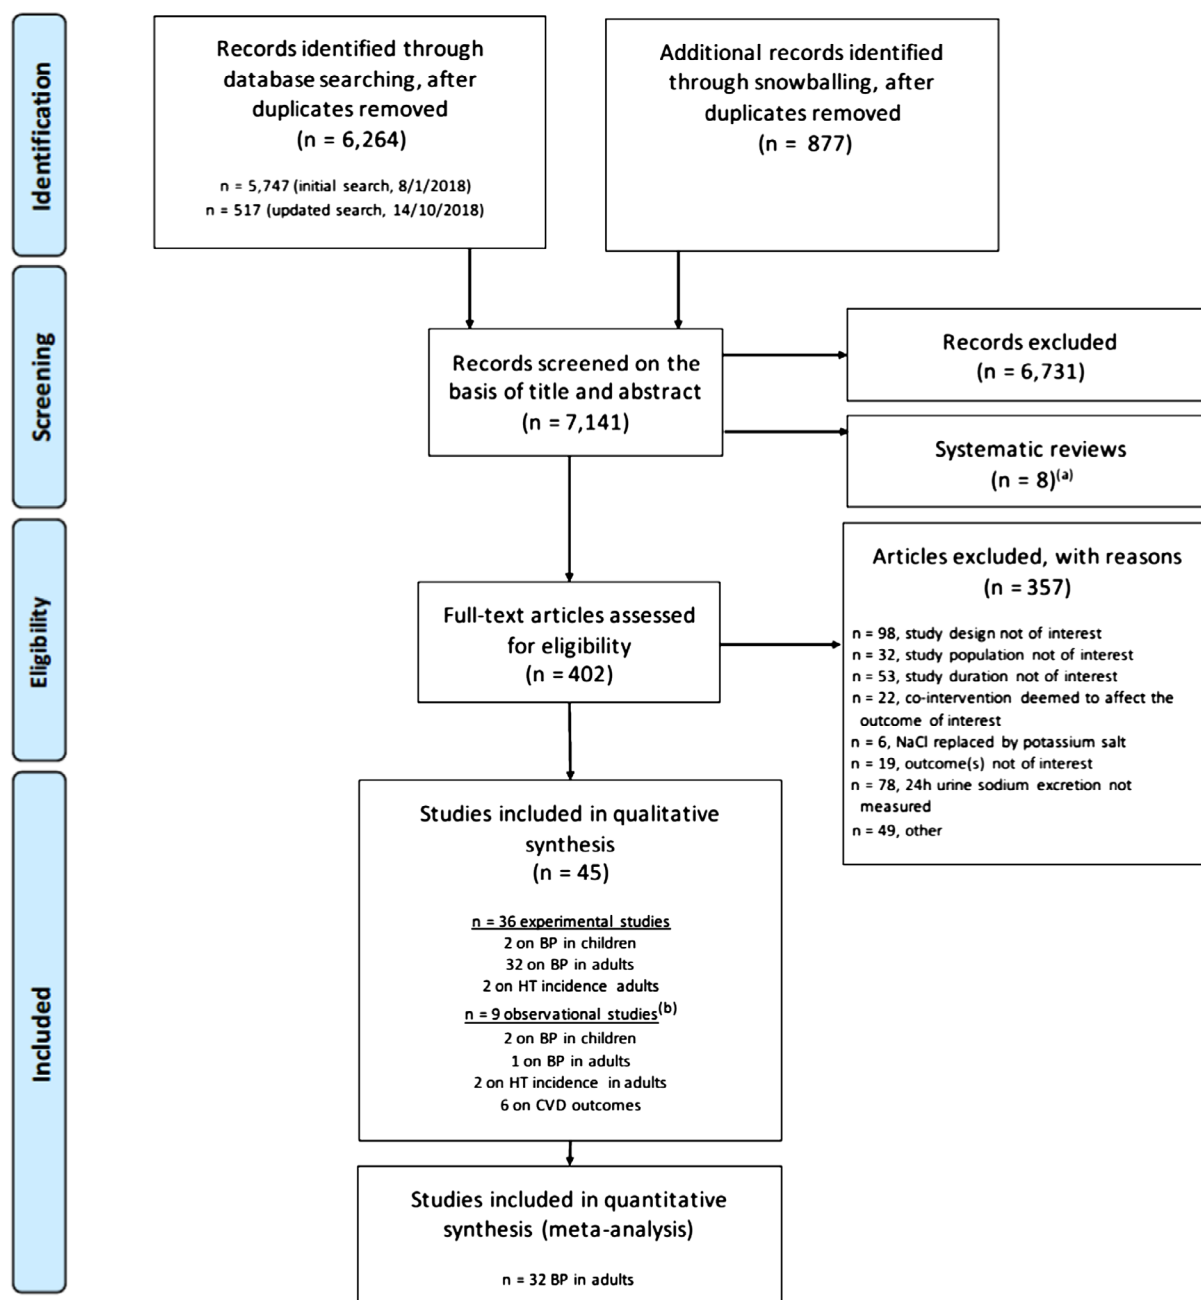 Identification
Records identified through
database searching, after
duplicates removed
(n = 6,264)
n = 5,747 (initial search, 8/1/2018)
n = 517 (updated search, 14/10/2018)
Additional records identified
through snowballing, after
duplicates removed
(n = 877)
Screening
Records screened on the
basis of title and abstract
(n = 7,141)
Records excluded
(n = 6,731)
Systematic reviews
(n = 8)(a)
Eligibility
Full-text articles assessed
for eligibility
(n = 402)
Articles excluded, with reasons
(n = 357)
n = 98, study design not of interest
n = 32, study population not of interest
n = 53, study duration not of interest
n = 22, co-intervention deemed to affect the
outcome of interest
n = 6, NaCl replaced by potassium salt
n = 19, outcome(s) not of interest
n = 78, 24h urine sodium excretion not
measured
n = 49, other
Included
Studies included in qualitative
synthesis
(n = 45)
n = 36 experimental studies
2 on BP in children
32 on BP in adults
2 on HT incidence adults
n = 9 observational studies(b)
2 on BP in children
1 on BP in adults
2 on HT incidence in adults
6 on CVD outcomes
Studies included in quantitative
synthesis (meta-analysis)
n = 32 BP in adults